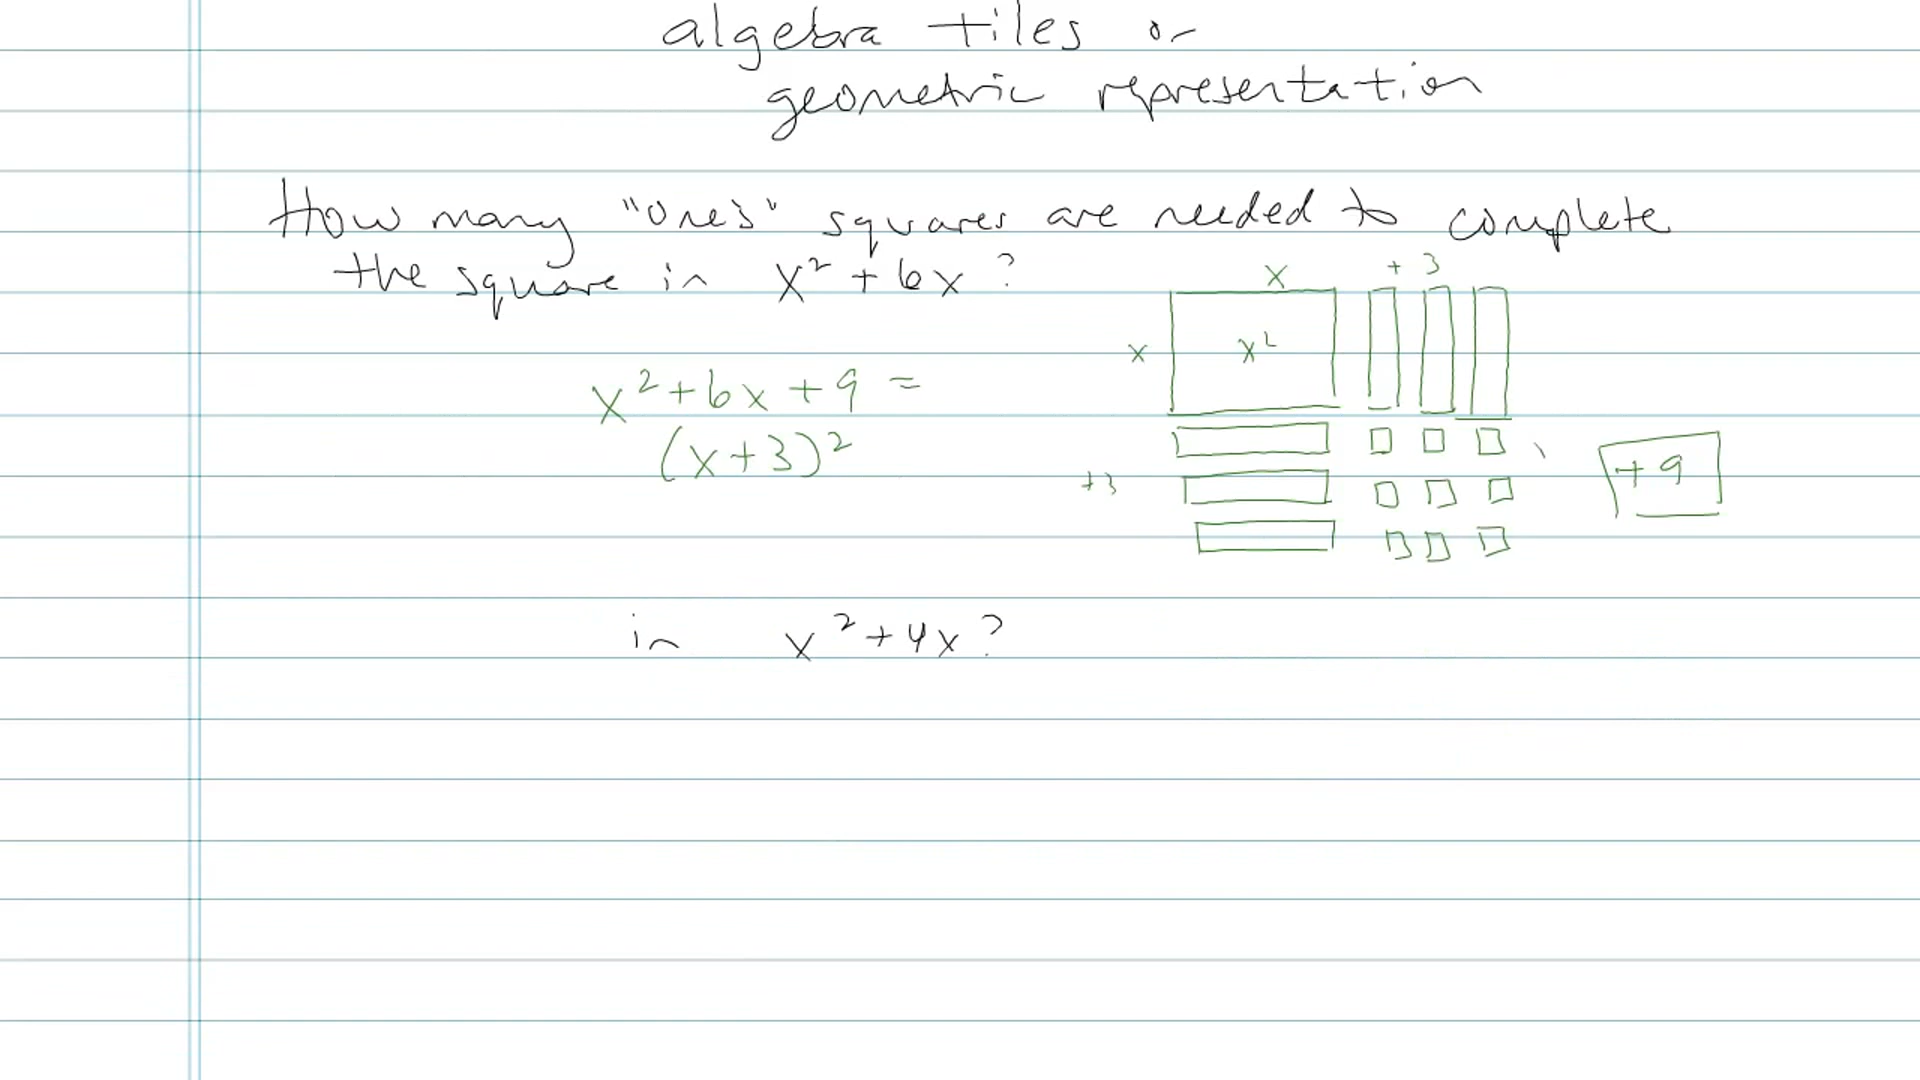 algebra tiles or
geometric representation
How many "one's" squares are needed to complete
the square in x² + 6x ?
x + 3
x x²
x² + 6x + 9 =
(x + 3)²
+ 9
+3
in x² + 4x ?